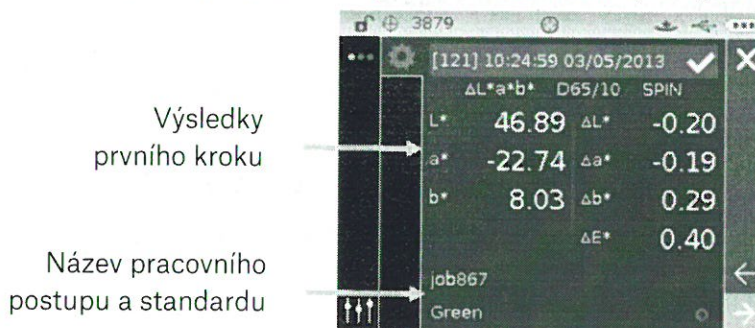 3879
[121] 10:24:59 03/05/2013
ΔL*a*b* D65/10 SPIN
L* 46.89 ΔL* -0.20
a* -22.74 Δa* -0.19
b* 8.03 Δb* 0.29
ΔE* 0.40
Výsledky
prvního kroku
job867
Green
Název pracovního
postupu a standardu